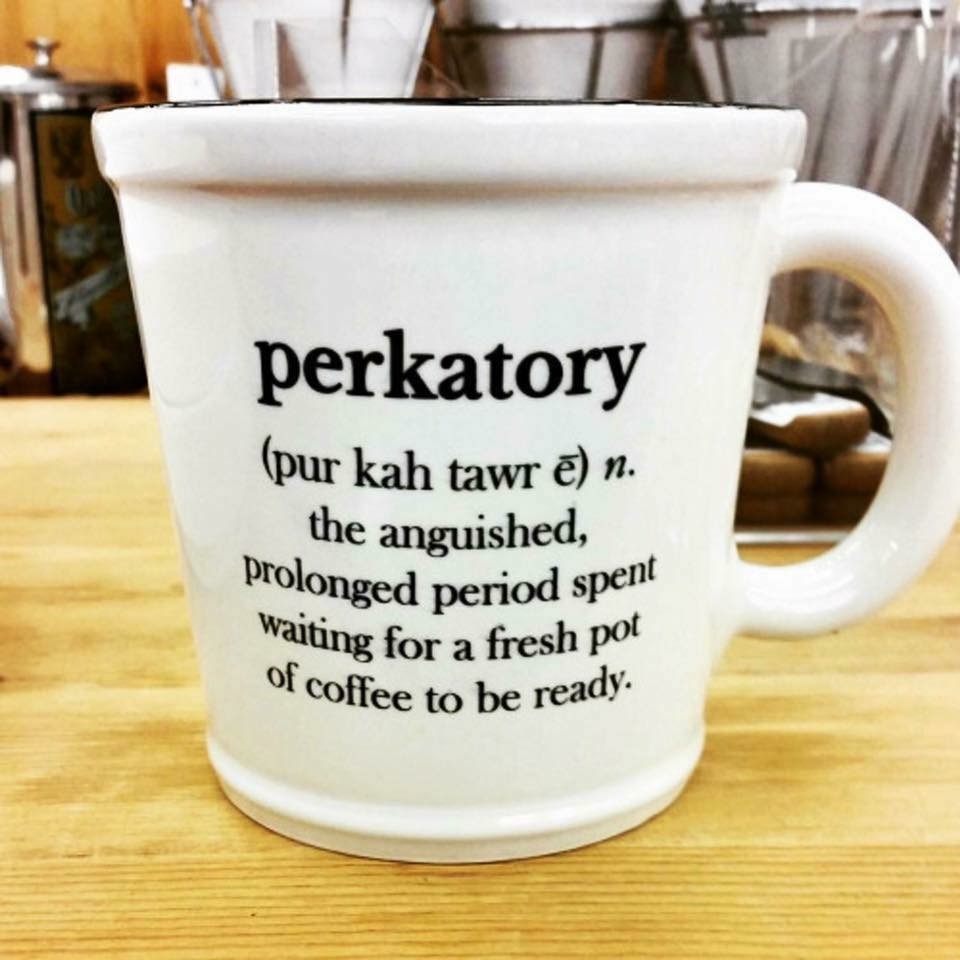 perkatory
(pur kah tawr ē) n.
the anguished,
prolonged period spent
waiting for a fresh pot
of coffee to be ready.